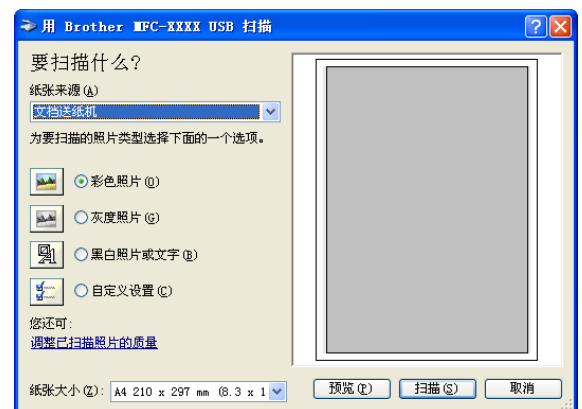 用 Brother MFC-XXXX USB 扫描
要扫描什么?
纸张来源(A)
文档送纸机
为要扫描的照片类型选择下面的一个选项。
彩色照片(O)
灰度照片(G)
黑白照片或文字(B)
自定义设置(C)
您还可:
调整已扫描照片的质量
纸张大小(Z): A4 210 x 297 mm (8.3 x 1
预览(P) 扫描(S) 取消